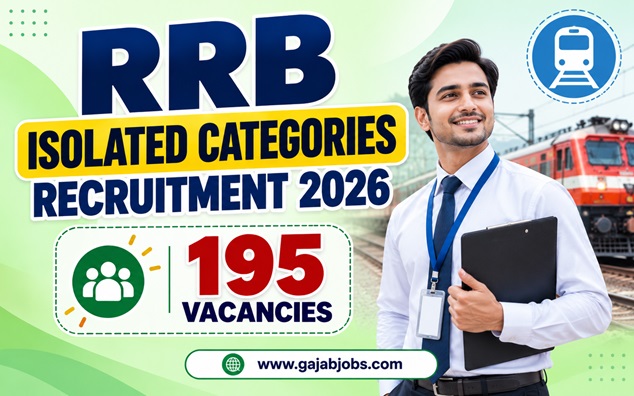 RRB
ISOLATED CATEGORIES
RECRUITMENT 2026
195
VACANCIES
www.gajabjobs.com